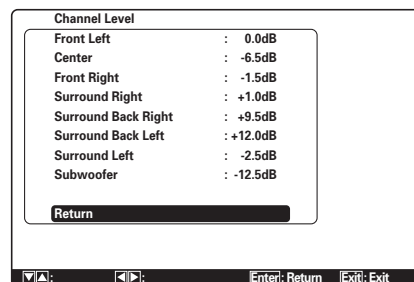 Channel Level
Front Left : 0.0dB
Center : -6.5dB
Front Right : -1.5dB
Surround Right : +1.0dB
Surround Back Right : +9.5dB
Surround Back Left : +12.0dB
Surround Left : -2.5dB
Subwoofer : -12.5dB
Return
▼▲: ◀▶: Enter: Return Exit: Exit